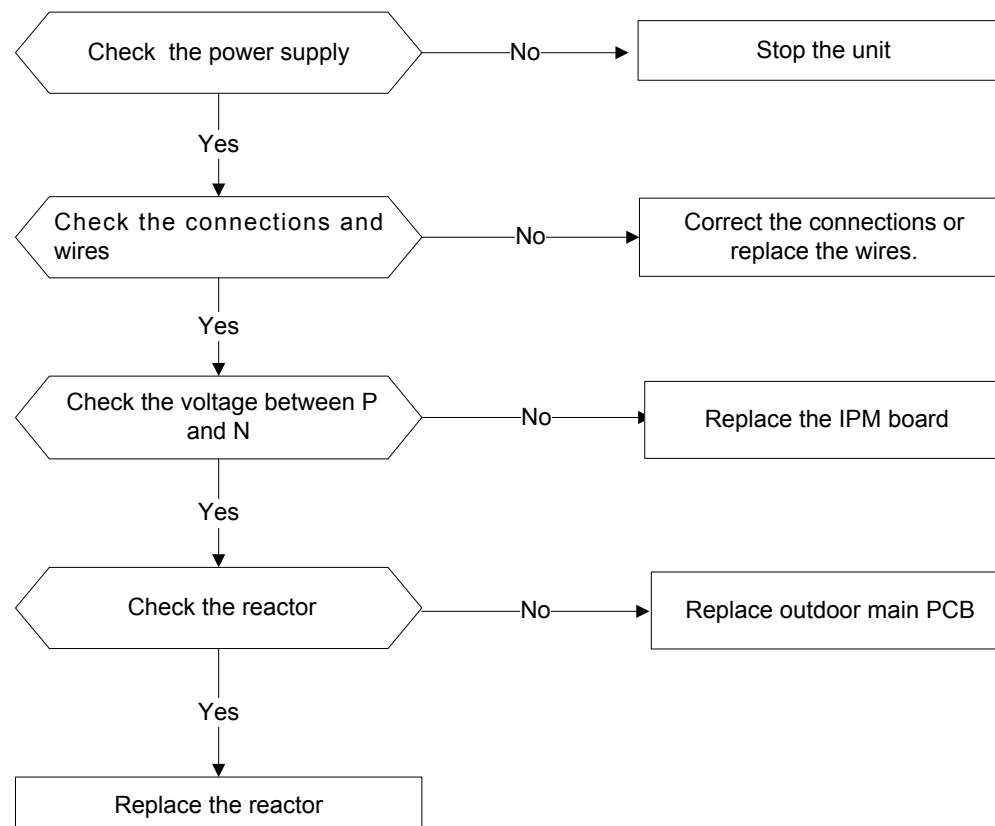 Check the power supply
No
Stop the unit
Yes
Check the connections and
wires
No
Correct the connections or
replace the wires.
Yes
Check the voltage between P
and N
No
Replace the IPM board
Yes
Check the reactor
No
Replace outdoor main PCB
Yes
Replace the reactor